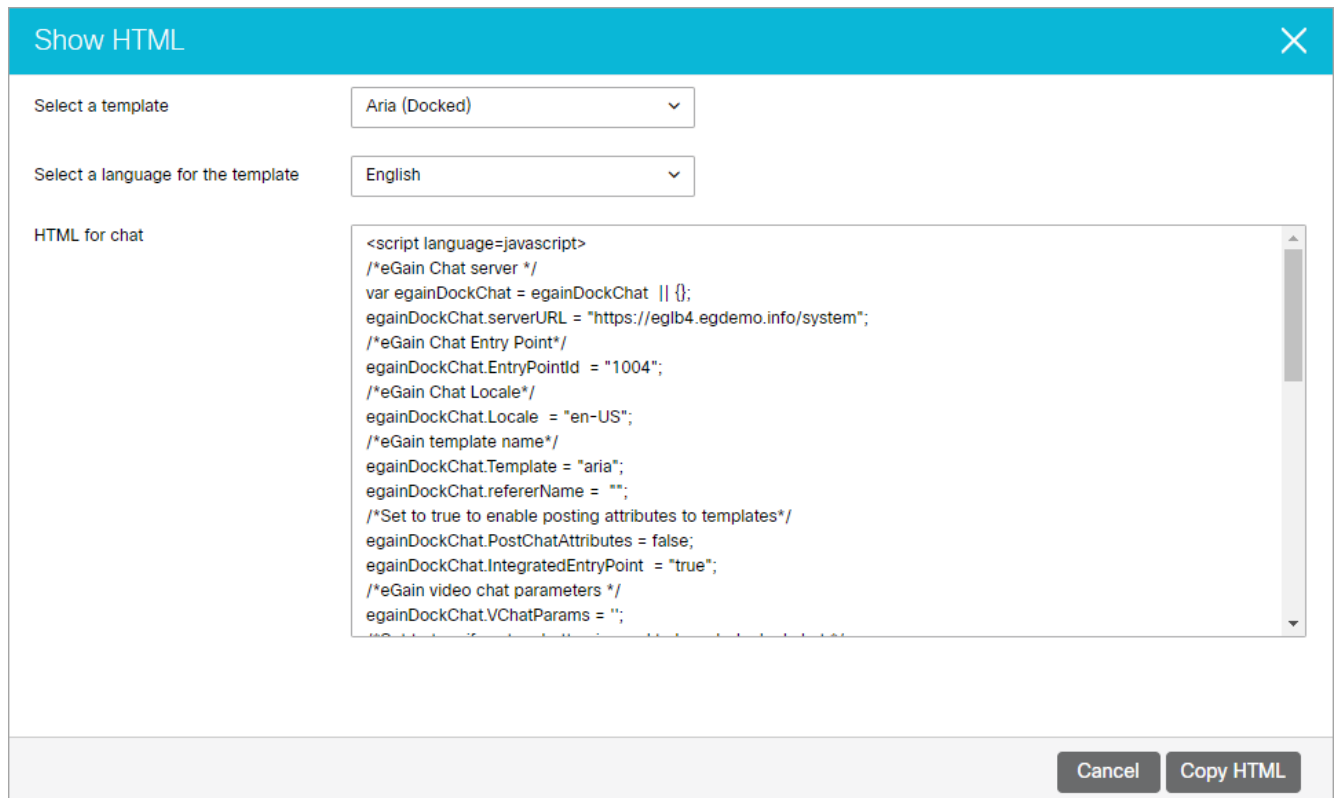 Show HTML
Select a template
Aria (Docked)
Select a language for the template
English
HTML for chat
<script language=javascript>
/*eGain Chat server */
var egainDockChat = egainDockChat  || {};
egainDockChat.serverURL = "https://eglb4.egdemo.info/system";
/*eGain Chat Entry Point*/
egainDockChat.EntryPointId  = "1004";
/*eGain Chat Locale*/
egainDockChat.Locale  = "en-US";
/*eGain template name*/
egainDockChat.Template = "aria";
egainDockChat.refererName =  "";
/*Set to true to enable posting attributes to templates*/
egainDockChat.PostChatAttributes = false;
egainDockChat.IntegratedEntryPoint  = "true";
/*eGain video chat parameters */
egainDockChat.VChatParams = '';
Cancel
Copy HTML